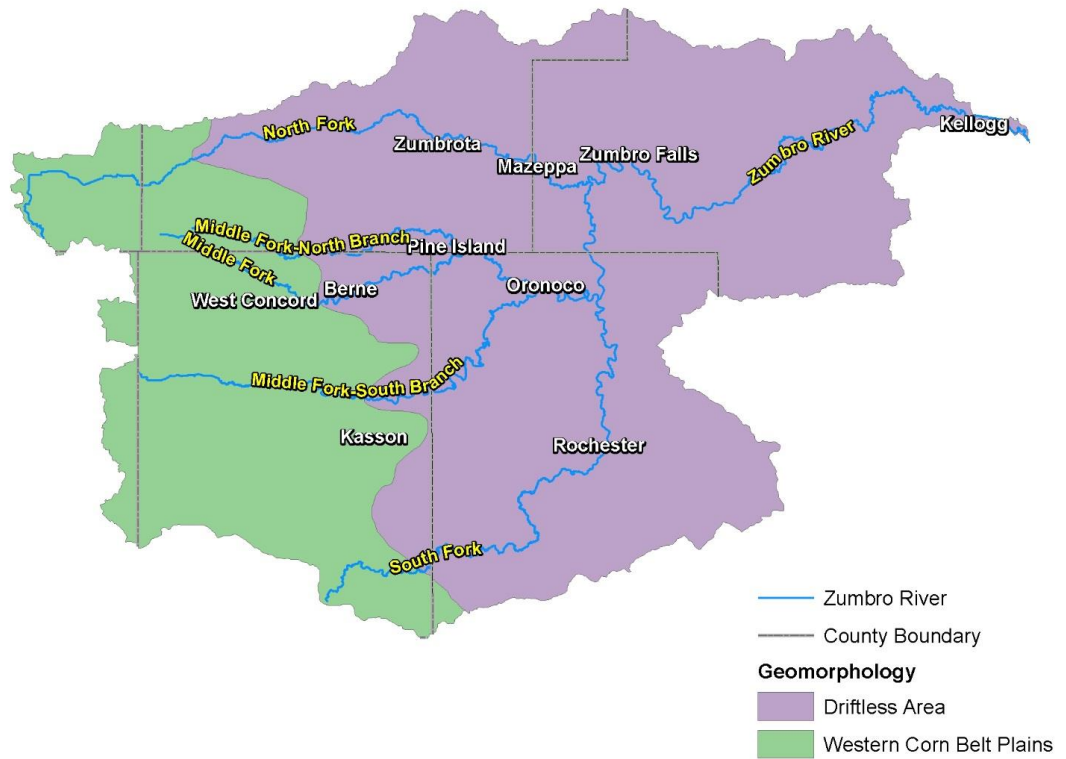 North Fork
Zumbrota
Mazeppa
Zumbro Falls
Zumbro River
Kellogg
Middle Fork-North Branch
Middle Fork
Pine Island
West Concord
Berne
Oronoco
Middle Fork-South Branch
Kasson
Rochester
South Fork
Zumbro River
County Boundary
Geomorphology
Driftless Area
Western Corn Belt Plains